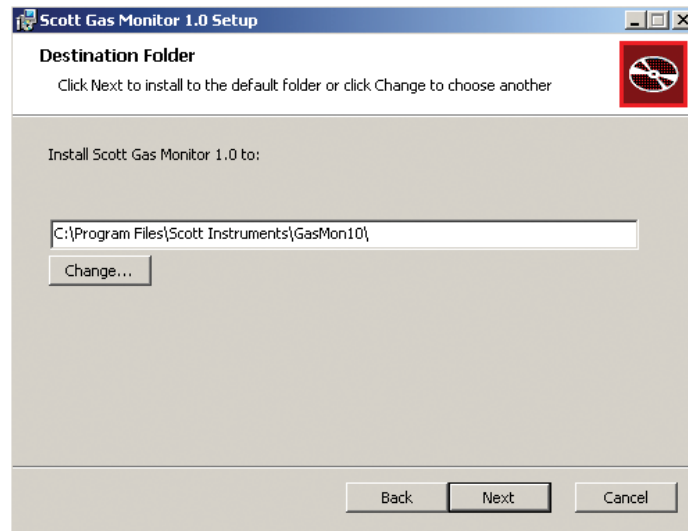 Scott Gas Monitor 1.0 Setup
Destination Folder
Click Next to install to the default folder or click Change to choose another
Install Scott Gas Monitor 1.0 to:
C:\Program Files\Scott Instruments\GasMon10\
Change...
Back Next Cancel